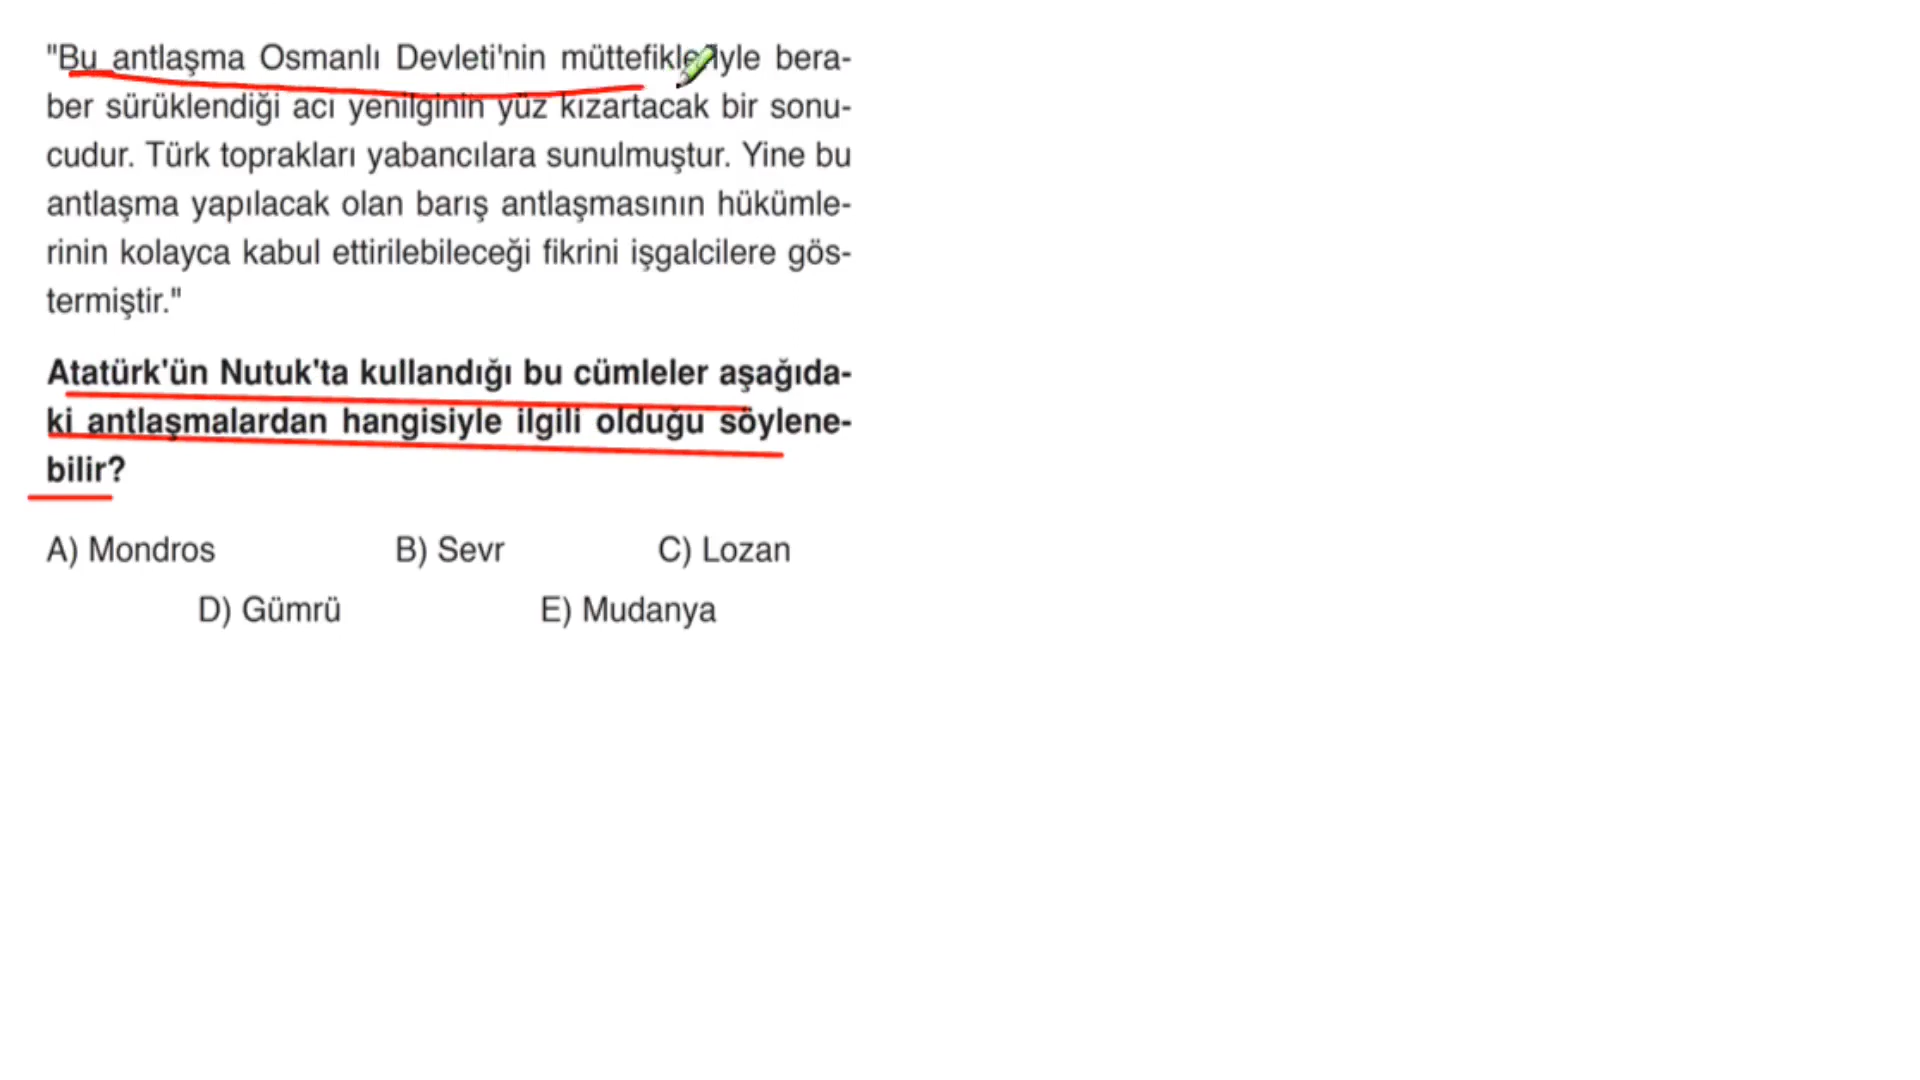 "Bu antlaşma Osmanlı Devleti'nin müttefikleriyle bera-
ber sürüklendiği acı yenilginin yüz kızartacak bir sonu-
cudur. Türk toprakları yabancılara sunulmuştur. Yine bu
antlaşma yapılacak olan barış antlaşmasının hükümle-
rinin kolayca kabul ettirilebileceği fikrini işgalcilere gös-
termiştir."
Atatürk'ün Nutuk'ta kullandığı bu cümleler aşağıda-
ki antlaşmalardan hangisiyle ilgili olduğu söylene-
bilir?
A) Mondros B) Sevr C) Lozan
D) Gümrü E) Mudanya